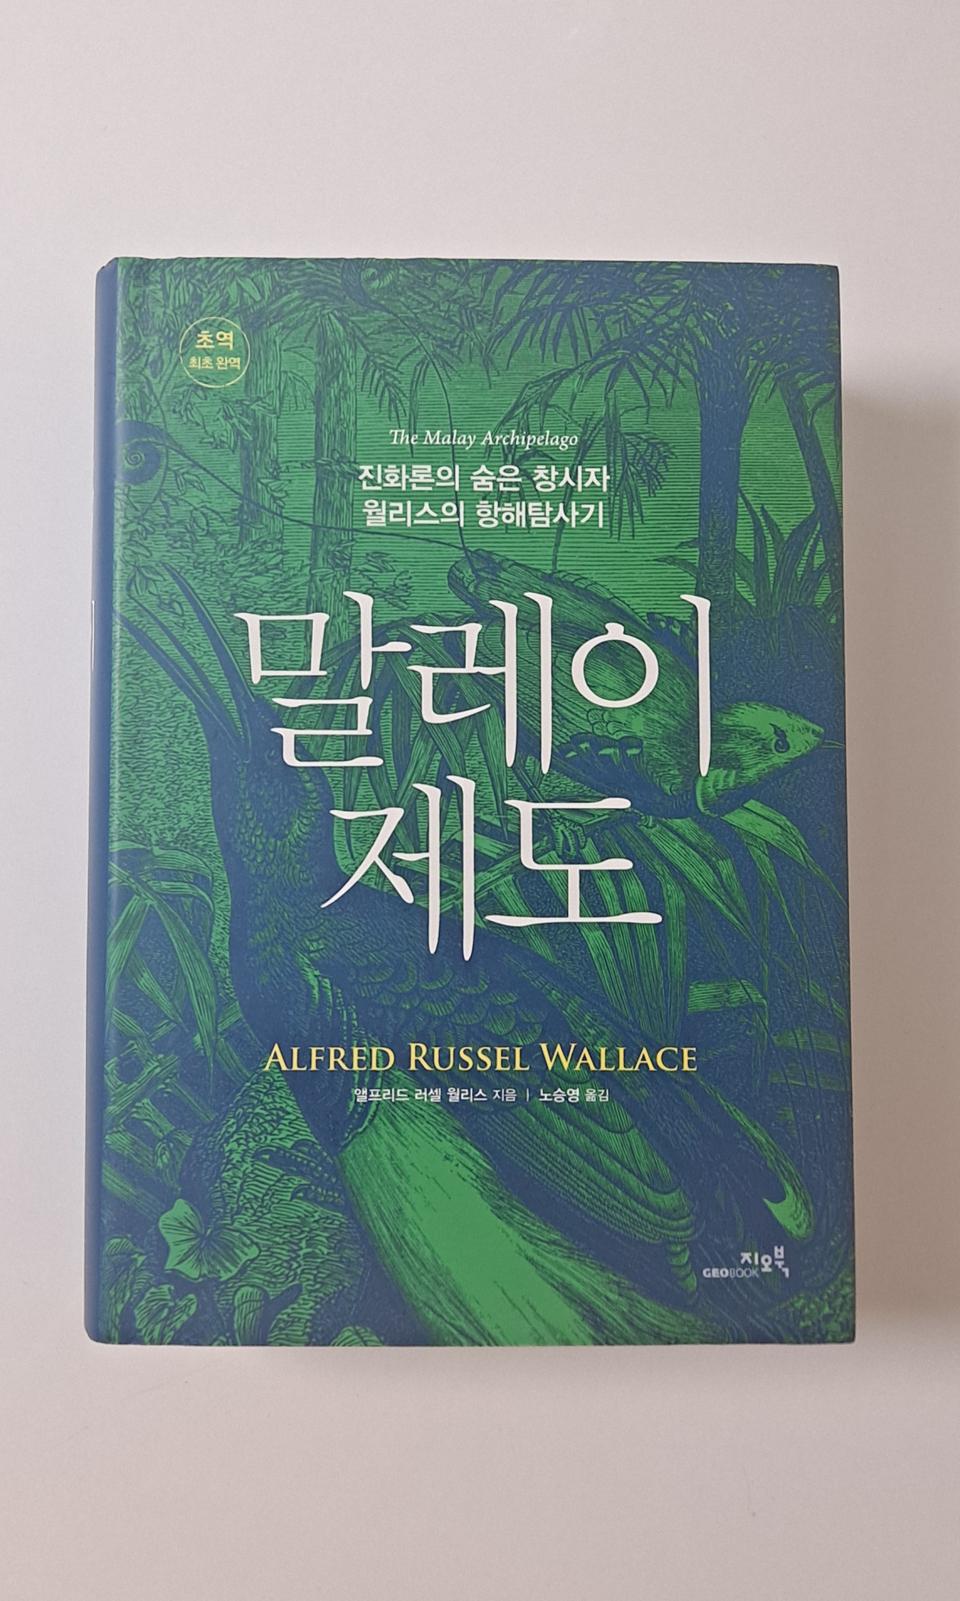 초역
최초 완역
The Malay Archipelago
진화론의 숨은 창시자
월리스의 항해탐사기
말레이
제도
ALFRED RUSSEL WALLACE
앨프리드 러셀 월리스 지음 | 노승영 옮김
지오북
GEOBOOK